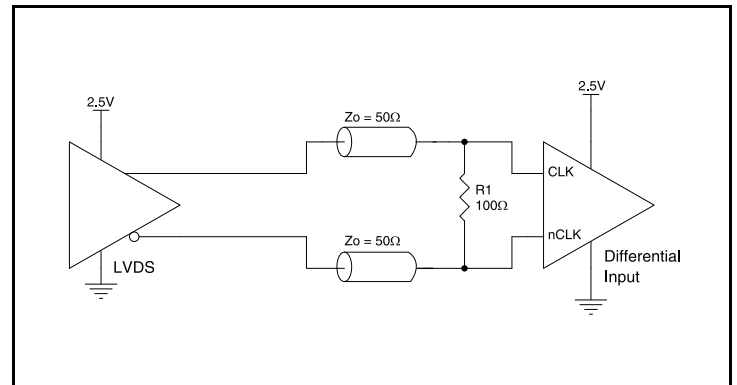 2.5V
2.5V
Zo = 50Ω
CLK
R1
100Ω
Zo = 50Ω
nCLK
LVDS
Differential
Input